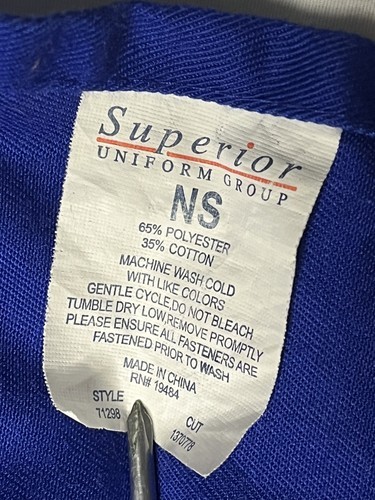 Superior
UNIFORM GROUP
NS
65% POLYESTER
35% COTTON
MACHINE WASH COLD
WITH LIKE COLORS
GENTLE CYCLE,DO NOT BLEACH
TUMBLE DRY LOW,REMOVE PROMPTLY
PLEASE ENSURE ALL FASTENERS ARE
FASTENED PRIOR TO WASH
MADE IN CHINA
RN# 19484
STYLE CUT
71298 1370778